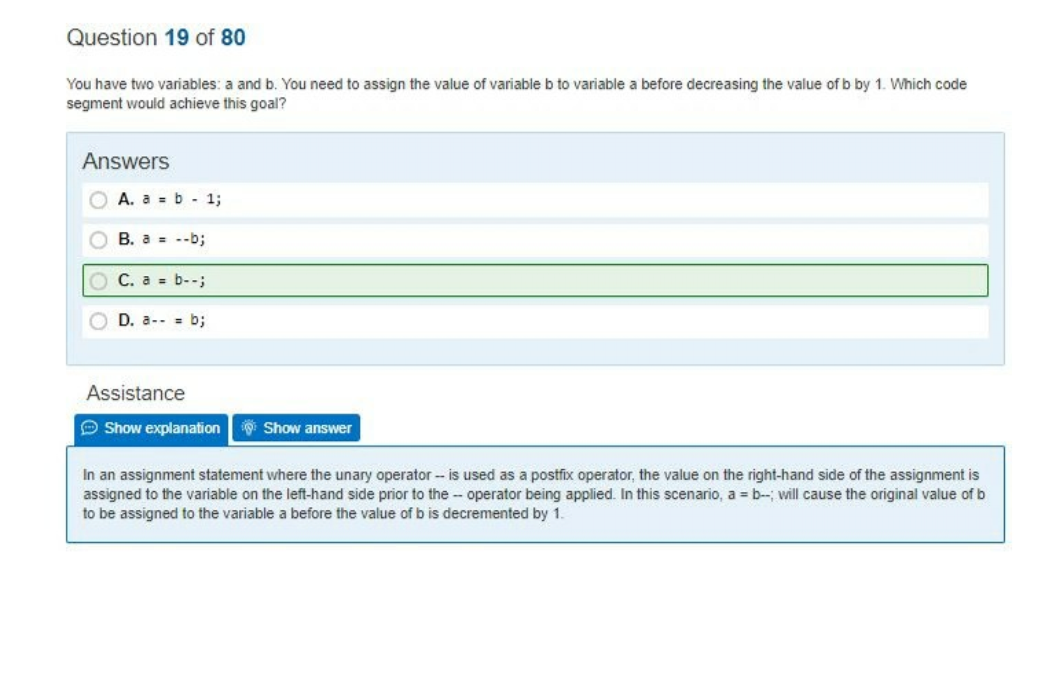 Question 19 of 80
You have two variables: a and b. You need to assign the value of variable b to variable a before decreasing the value of b by 1. Which code
segment would achieve this goal?
Answers
A. a = b - 1;
B. a = --b;
C. a = b--;
D. a-- = b;
Assistance
Show explanation Show answer
In an assignment statement where the unary operator -- is used as a postfix operator, the value on the right-hand side of the assignment is
assigned to the variable on the left-hand side prior to the -- operator being applied. In this scenario, a = b--; will cause the original value of b
to be assigned to the variable a before the value of b is decremented by 1.